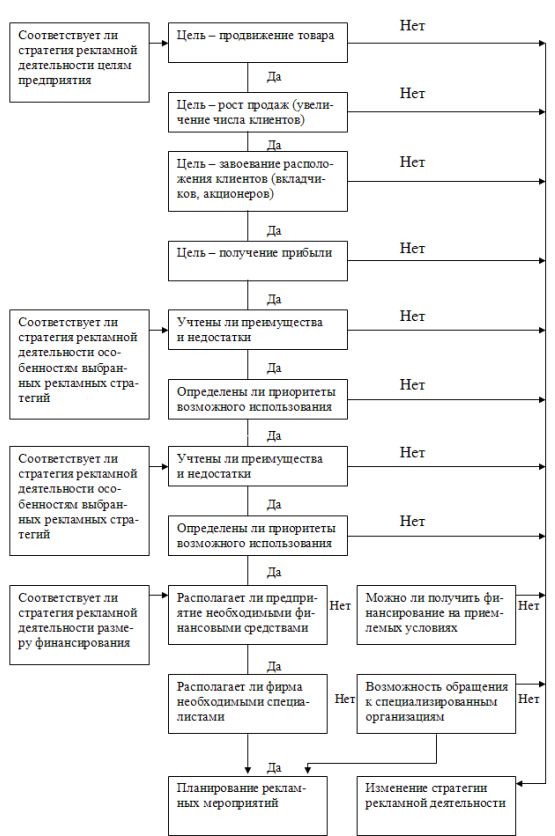 Соответствует ли
стратегия рекламной
деятельности целям
предприятия
Цель – продвижение товара
Нет
Да
Цель – рост продаж (увели-
чение числа клиентов)
Нет
Да
Цель – завоевание располо-
жения клиентов (вкладчи-
ков, акционеров)
Нет
Да
Цель – получение прибыли
Нет
Да
Соответствует ли
стратегия рекламной
деятельности осо-
бенностям выбран-
ных рекламных стра-
тегий
Учтены ли преимущества
и недостатки
Нет
Да
Определены ли приоритеты
возможного использования
Нет
Да
Соответствует ли
стратегия рекламной
деятельности осо-
бенностям выбран-
ных рекламных стра-
тегий
Учтены ли преимущества
и недостатки
Нет
Да
Определены ли приоритеты
возможного использования
Нет
Да
Соответствует ли
стратегия рекламной
деятельности разме-
ру финансирования
Располагает ли предпри-
ятие необходимыми фи-
нансовыми средствами
Нет
Можно ли получить фи-
нансирование на прием-
лемых условиях
Нет
Да
Располагает ли фирма
необходимыми специа-
листами
Нет
Возможность обращения
к специализированным
организациям
Нет
Да
Планирование реклам-
ных мероприятий
Изменение стратегии
рекламной деятельности